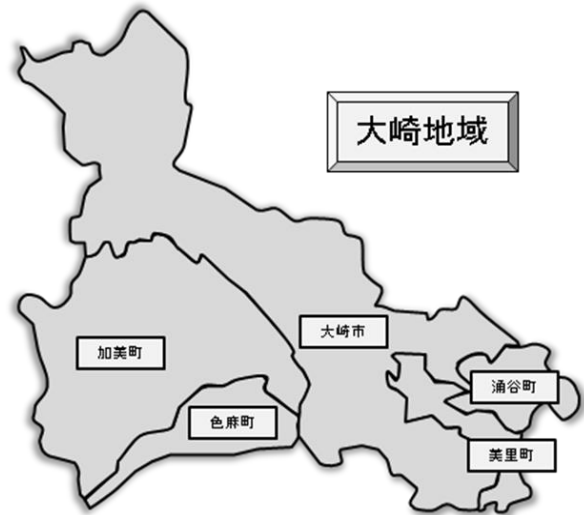 大崎地域
大崎市
加美町
涌谷町
色麻町
美里町